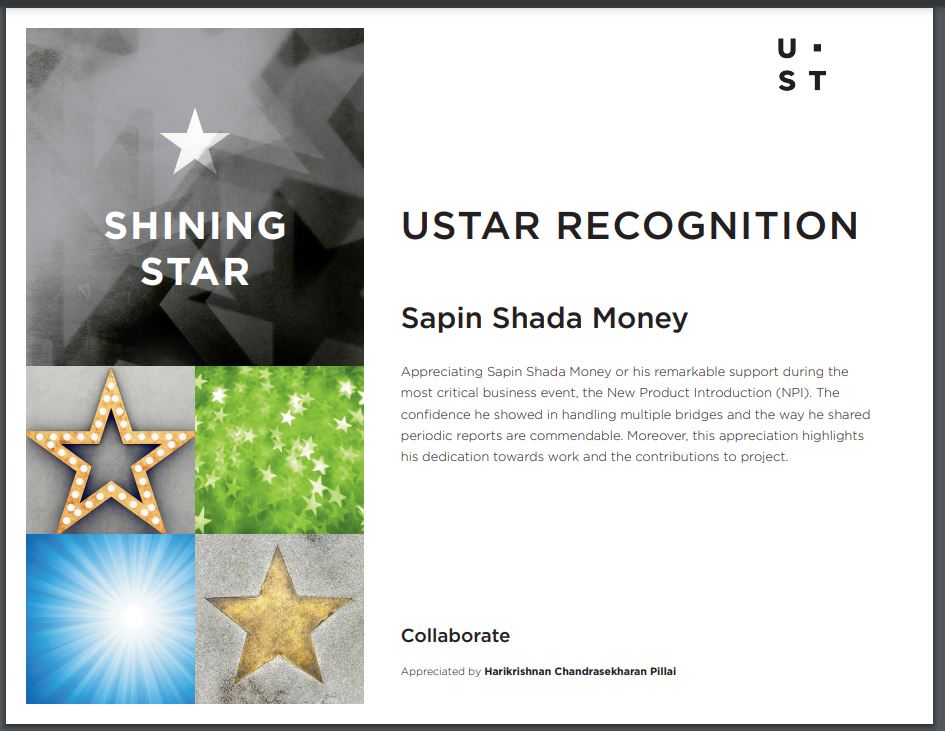 U ▪
ST
SHINING
STAR
USTAR RECOGNITION
Sapin Shada Money
Appreciating Sapin Shada Money or his remarkable support during the
most critical business event, the New Product Introduction (NPI). The
confidence he showed in handling multiple bridges and the way he shared
periodic reports are commendable. Moreover, this appreciation highlights
his dedication towards work and the contributions to project.
Collaborate
Appreciated by Harikrishnan Chandrasekharan Pillai